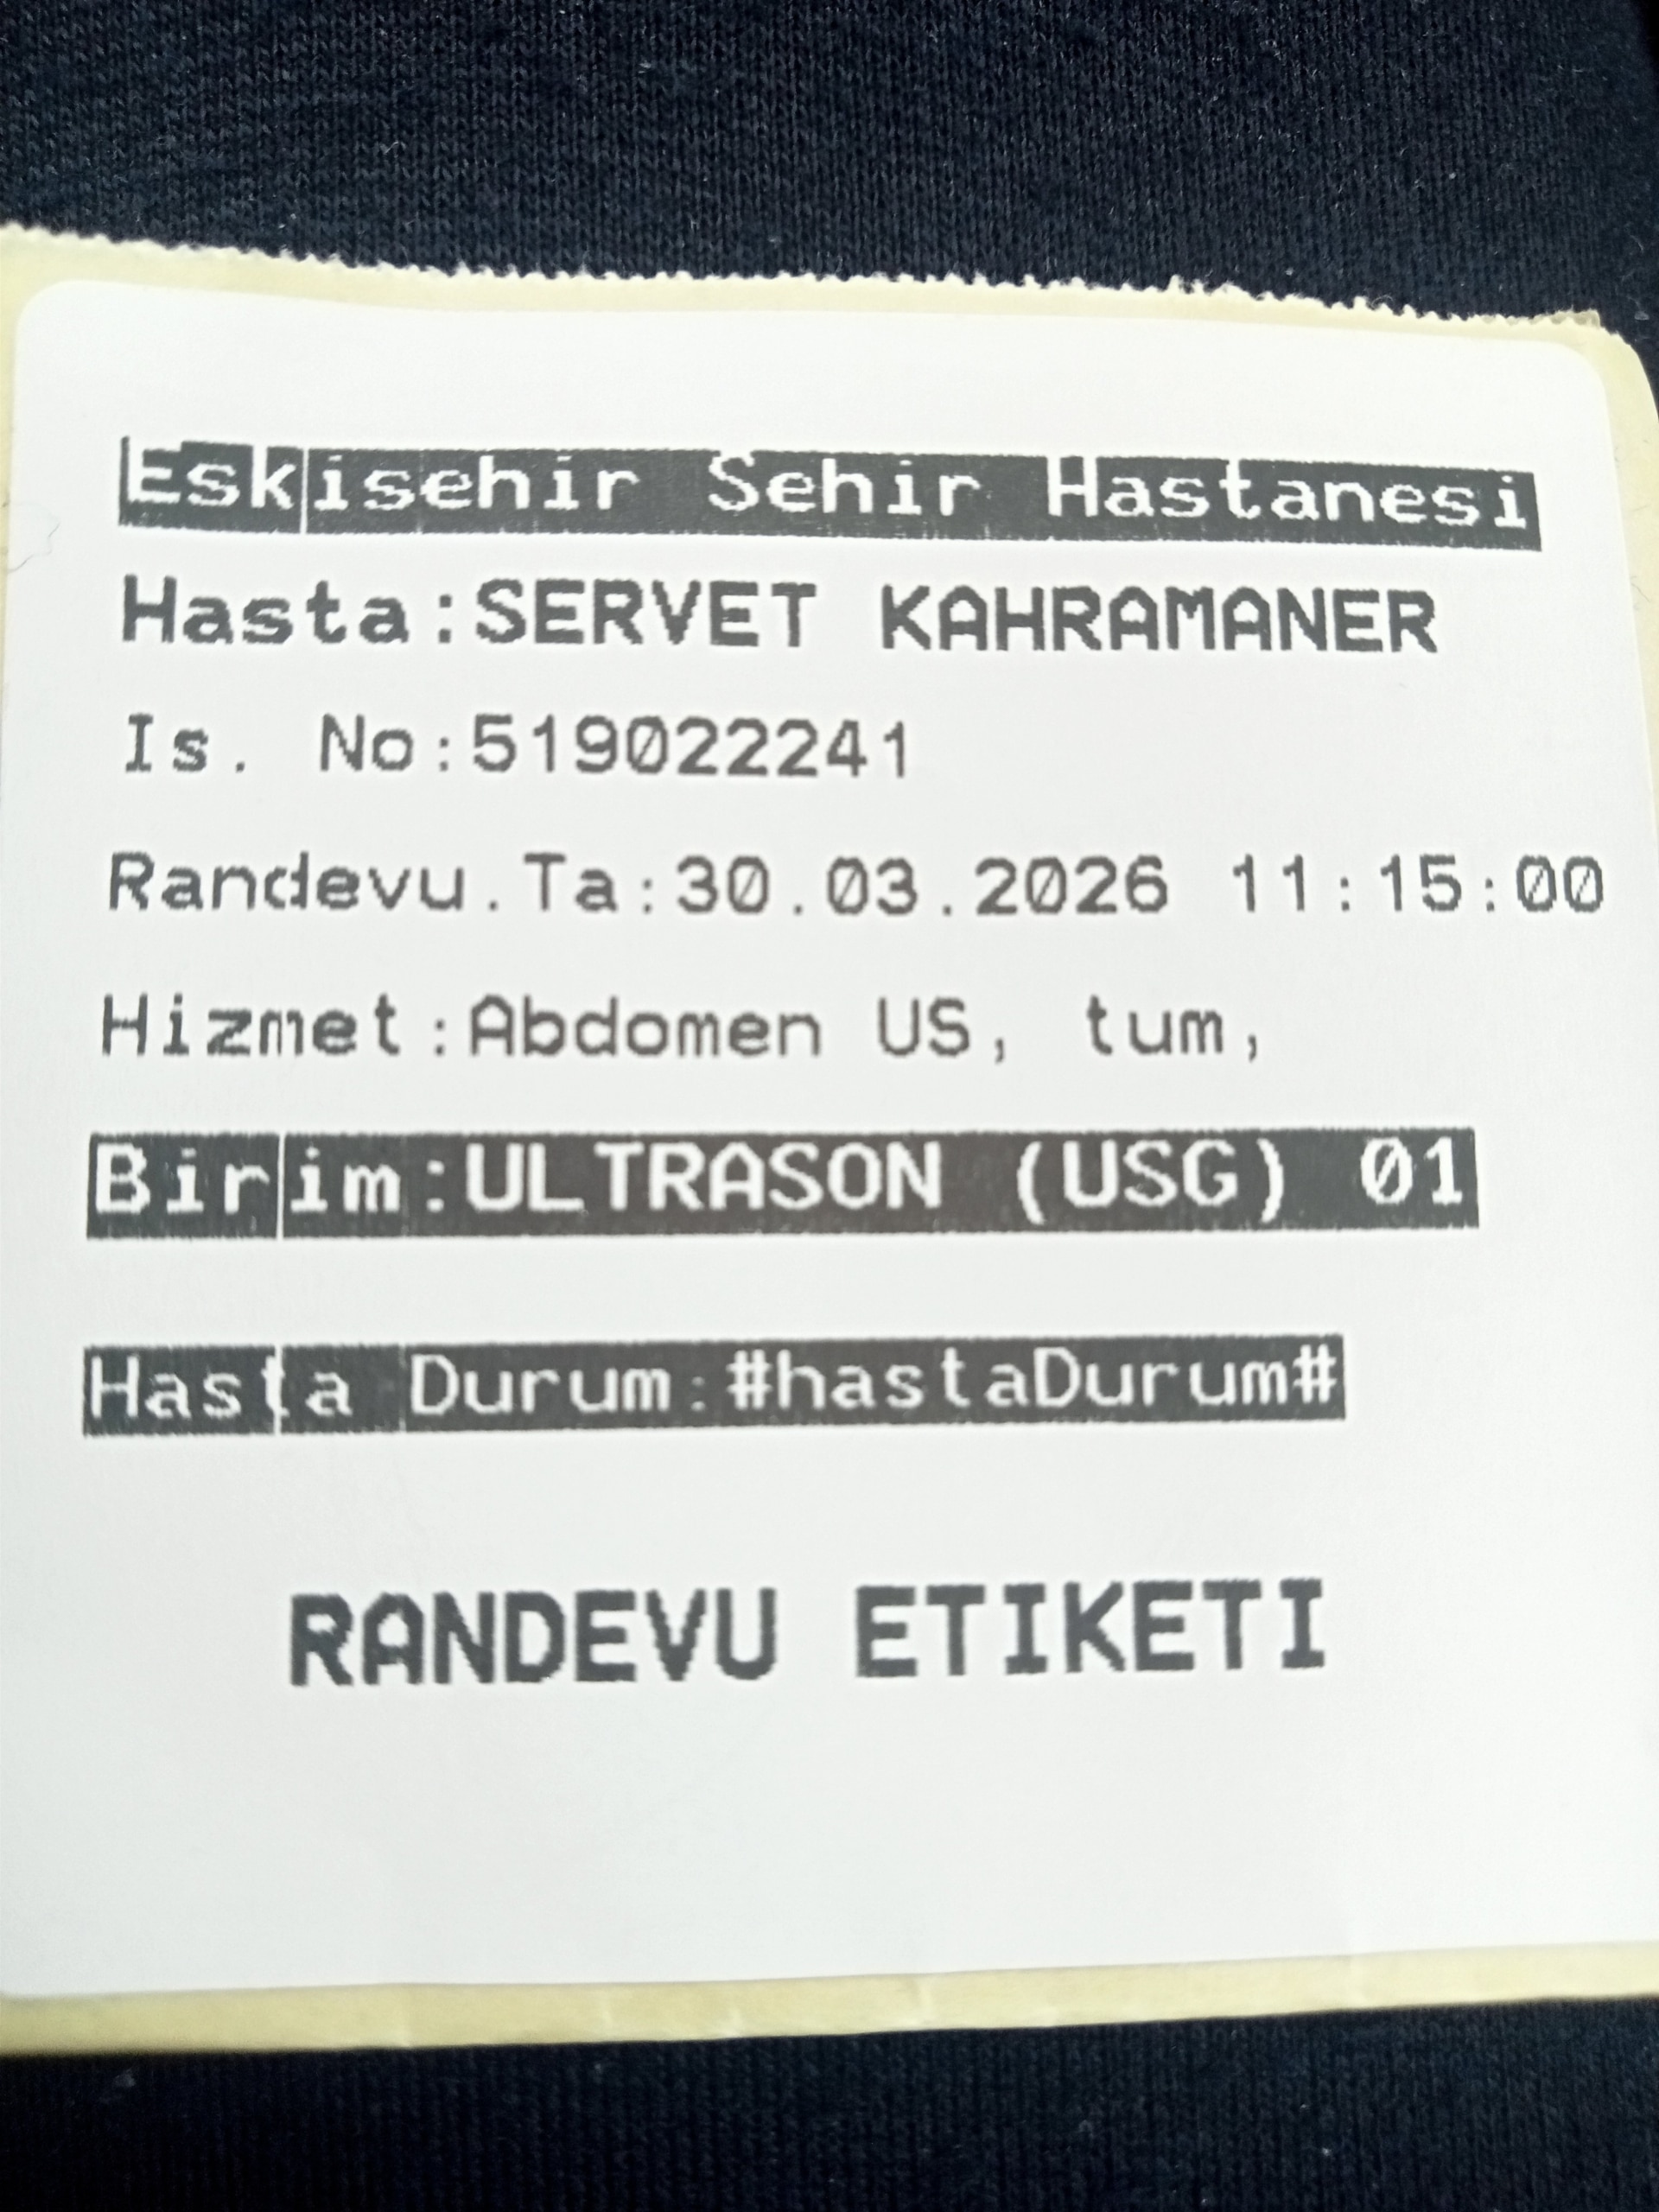 Eskisehir Sehir Hastanesi
Hasta:SERVET KAHRAMANER
Is. No:519022241
Randevu.Ta:30.03.2026 11:15:00
Hizmet:Abdomen US, tum,
Birim:ULTRASON (USG) 01
Hasta Durum:#hastaDurum#
RANDEVU ETIKETI